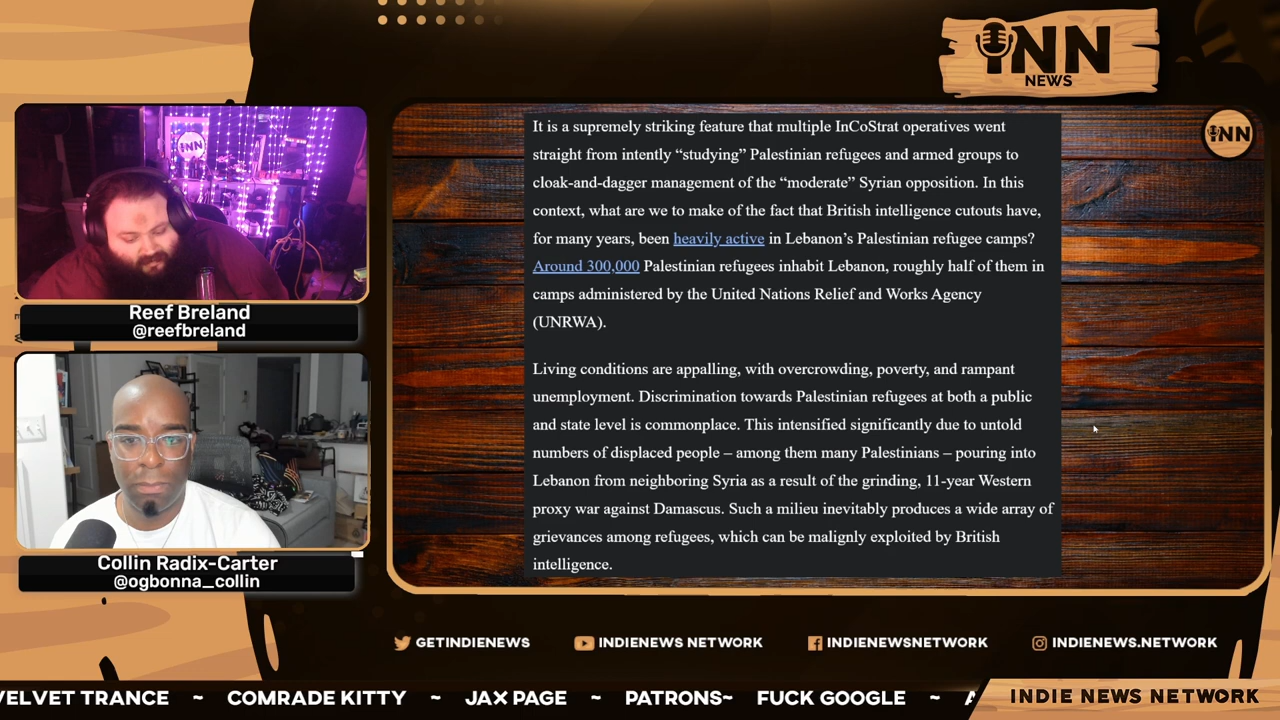 iNN
NEWS
iNN
iNN
Reef Breland
@reefbreland
Collin Radix-Carter
@ogbonna_collin
It is a supremely striking feature that multiple InCoStrat operatives went
straight from intently “studying” Palestinian refugees and armed groups to
cloak-and-dagger management of the “moderate” Syrian opposition. In this
context, what are we to make of the fact that British intelligence cutouts have,
for many years, been heavily active in Lebanon’s Palestinian refugee camps?
Around 300,000 Palestinian refugees inhabit Lebanon, roughly half of them in
camps administered by the United Nations Relief and Works Agency
(UNRWA).
Living conditions are appalling, with overcrowding, poverty, and rampant
unemployment. Discrimination towards Palestinian refugees at both a public
and state level is commonplace. This intensified significantly due to untold
numbers of displaced people – among them many Palestinians – pouring into
Lebanon from neighboring Syria as a result of the grinding, 11-year Western
proxy war against Damascus. Such a milieu inevitably produces a wide array of
grievances among refugees, which can be malignly exploited by British
intelligence.
GETINDIENEWS
INDIENEWS NETWORK
INDIENEWSNETWORK
INDIENEWS.NETWORK
VELVET TRANCE ~ COMRADE KITTY ~ JAX PAGE ~ PATRONS~ FUCK GOOGLE ~
INDIE NEWS NETWORK